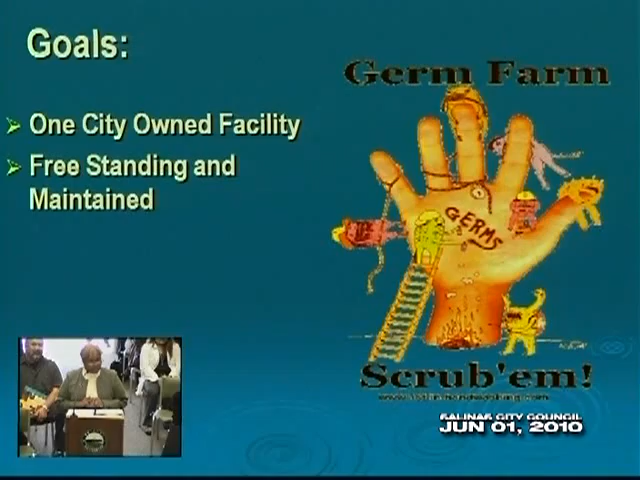 Goals:
One City Owned Facility
Free Standing and
Maintained
Germ Farm
GERMS
Scrub'em!
SALINAS CITY COUNCIL
JUN 01, 2010